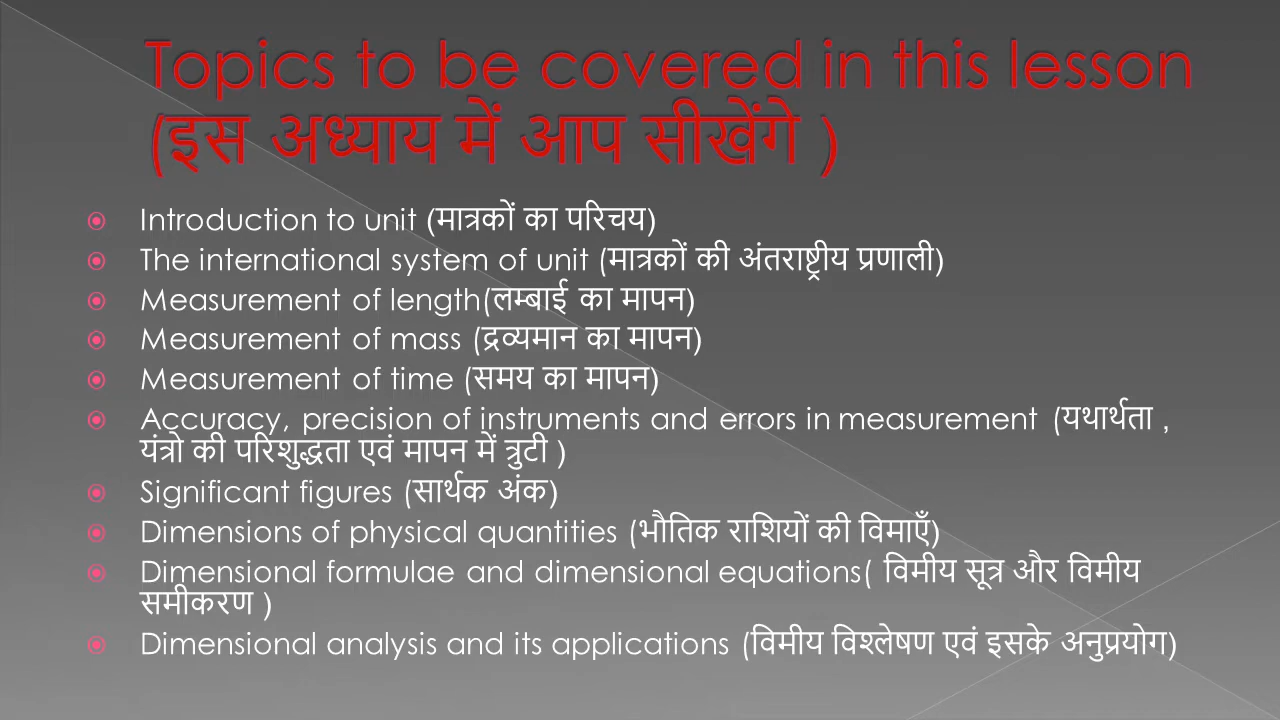 Topics to be covered in this lesson
(इस अध्याय में आप सीखेंगे )
Introduction to unit (मात्रकों का परिचय)
The international system of unit (मात्रकों की अंतराष्ट्रीय प्रणाली)
Measurement of length(लम्बाई का मापन)
Measurement of mass (द्रव्यमान का मापन)
Measurement of time (समय का मापन)
Accuracy, precision of instruments and errors in measurement (यथार्थता ,
यंत्रो की परिशुद्धता एवं मापन में त्रुटी )
Significant figures (सार्थक अंक)
Dimensions of physical quantities (भौतिक राशियों की विमाएँ)
Dimensional formulae and dimensional equations( विमीय सूत्र और विमीय
समीकरण )
Dimensional analysis and its applications (विमीय विश्लेषण एवं इसके अनुप्रयोग)